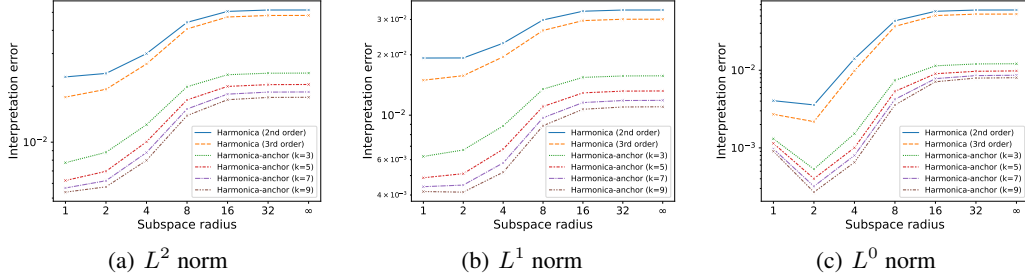 Interpretation error
10⁻²
Harmonica (2nd order)
Harmonica (3rd order)
Harmonica-anchor (k=3)
Harmonica-anchor (k=5)
Harmonica-anchor (k=7)
Harmonica-anchor (k=9)
1 2 4 8 16 32 ∞
Subspace radius
(a) L² norm
Interpretation error
3 × 10⁻²
2 × 10⁻²
10⁻²
6 × 10⁻³
4 × 10⁻³
Harmonica (2nd order)
Harmonica (3rd order)
Harmonica-anchor (k=3)
Harmonica-anchor (k=5)
Harmonica-anchor (k=7)
Harmonica-anchor (k=9)
1 2 4 8 16 32 ∞
Subspace radius
(b) L¹ norm
Interpretation error
10⁻²
10⁻³
Harmonica (2nd order)
Harmonica (3rd order)
Harmonica-anchor (k=3)
Harmonica-anchor (k=5)
Harmonica-anchor (k=7)
Harmonica-anchor (k=9)
1 2 4 8 16 32 ∞
Subspace radius
(c) L⁰ norm